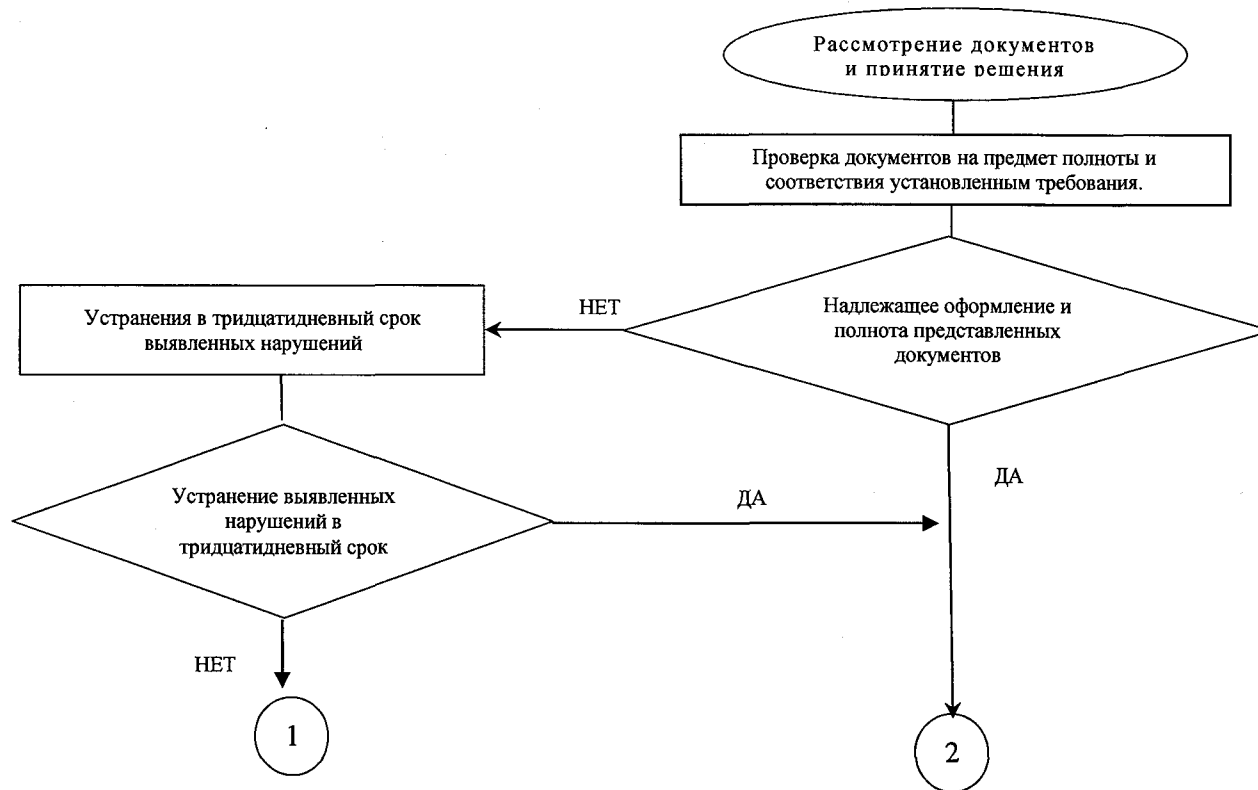 Рассмотрение документов
и принятие решения
Проверка документов на предмет полноты и
соответствия установленным требования.
НЕТ
Надлежащее оформление и
полнота представленных
документов
Устранения в тридцатидневный срок
выявленных нарушений
ДА
Устранение выявленных
нарушений в
тридцатидневный срок
ДА
НЕТ
1
2